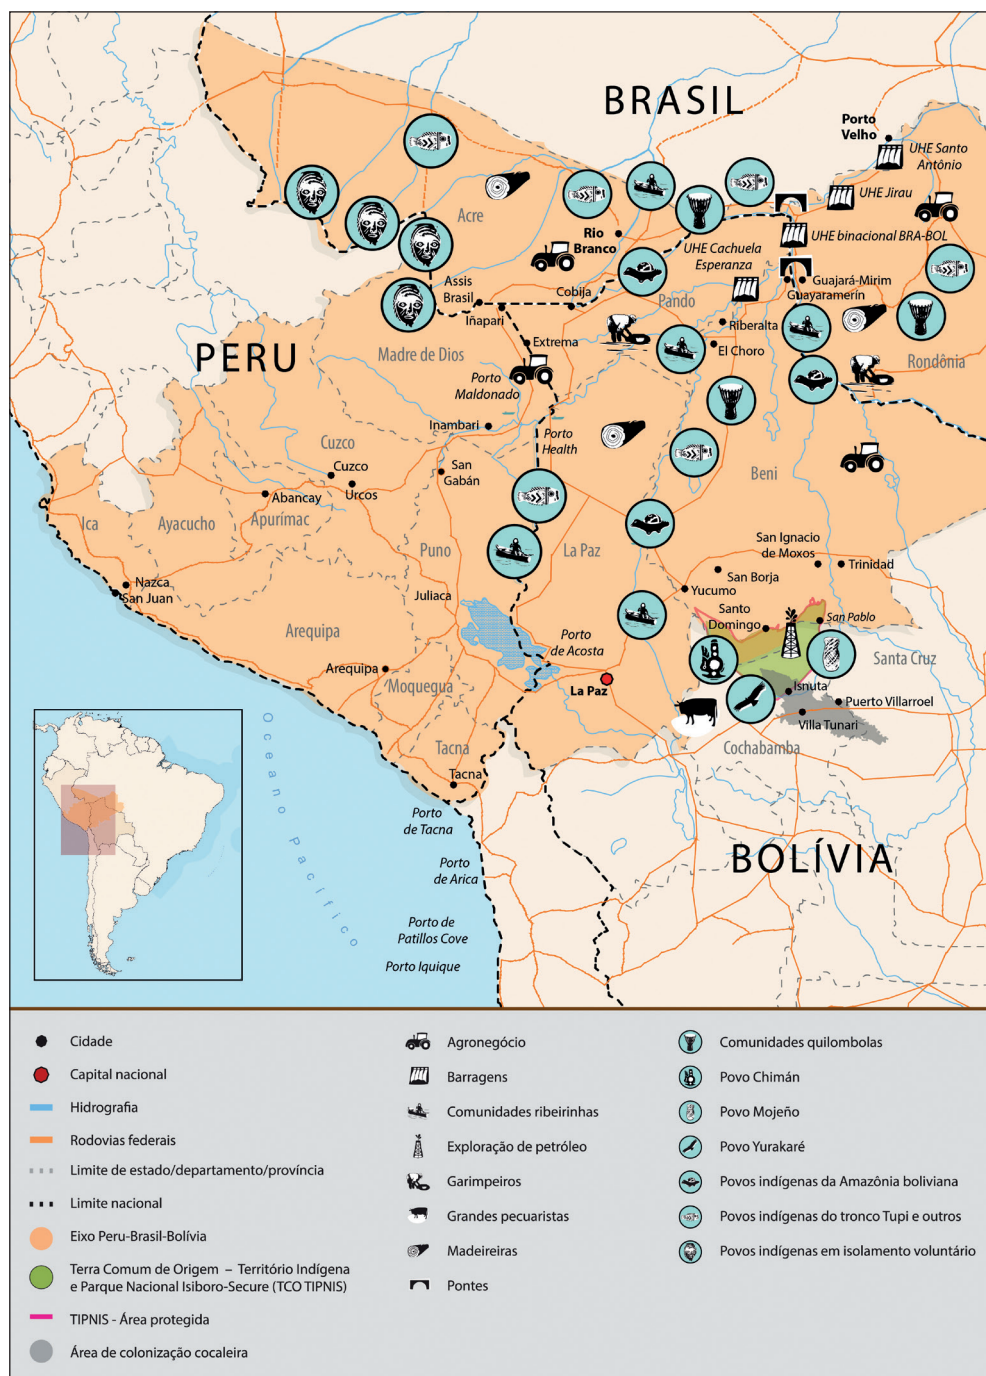 BRASIL
Porto
Velho
UHE Santo
Antônio
UHE Jirau
Acre
Rio
Branco
UHE Cachuela
Esperanza
UHE binacional BRA-BOL
Assis
Brasil
Cobija
Pando
Guajará-Mirim
Guayaramerín
Iñapari
Riberalta
PERU
Extrema
El Choro
Madre de Dios
Rondônia
Porto
Maldonado
Inambari
Porto
Health
Cuzco
Cuzco
San
Gabán
Beni
Abancay
Urcos
Ica
Ayacucho
Apurímac
Puno
La Paz
San Ignacio
de Moxos
Trinidad
San Borja
Nazca
San Juan
Juliaca
Yucumo
Santo
Domingo
San Pablo
Arequipa
Porto
de Acosta
Santa Cruz
Arequipa
Moquegua
La Paz
Isnuta
Puerto Villarroel
Villa Tunari
Tacna
Cochabamba
Tacna
Oceano Pacífico
Porto
de Tacna
BOLÍVIA
Porto
de Arica
Porto de
Patillos Cove
Porto Iquique
Cidade
Capital nacional
Hidrografia
Rodovias federais
Limite de estado/departamento/província
Limite nacional
Eixo Peru-Brasil-Bolívia
Terra Comum de Origem – Território Indígena
e Parque Nacional Isiboro-Secure (TCO TIPNIS)
TIPNIS - Área protegida
Área de colonização cocaleira
Agronegócio
Barragens
Comunidades ribeirinhas
Exploração de petróleo
Garimpeiros
Grandes pecuaristas
Madeireiras
Pontes
Comunidades quilombolas
Povo Chimán
Povo Mojeño
Povo Yurakaré
Povos indígenas da Amazônia boliviana
Povos indígenas do tronco Tupi e outros
Povos indígenas em isolamento voluntário